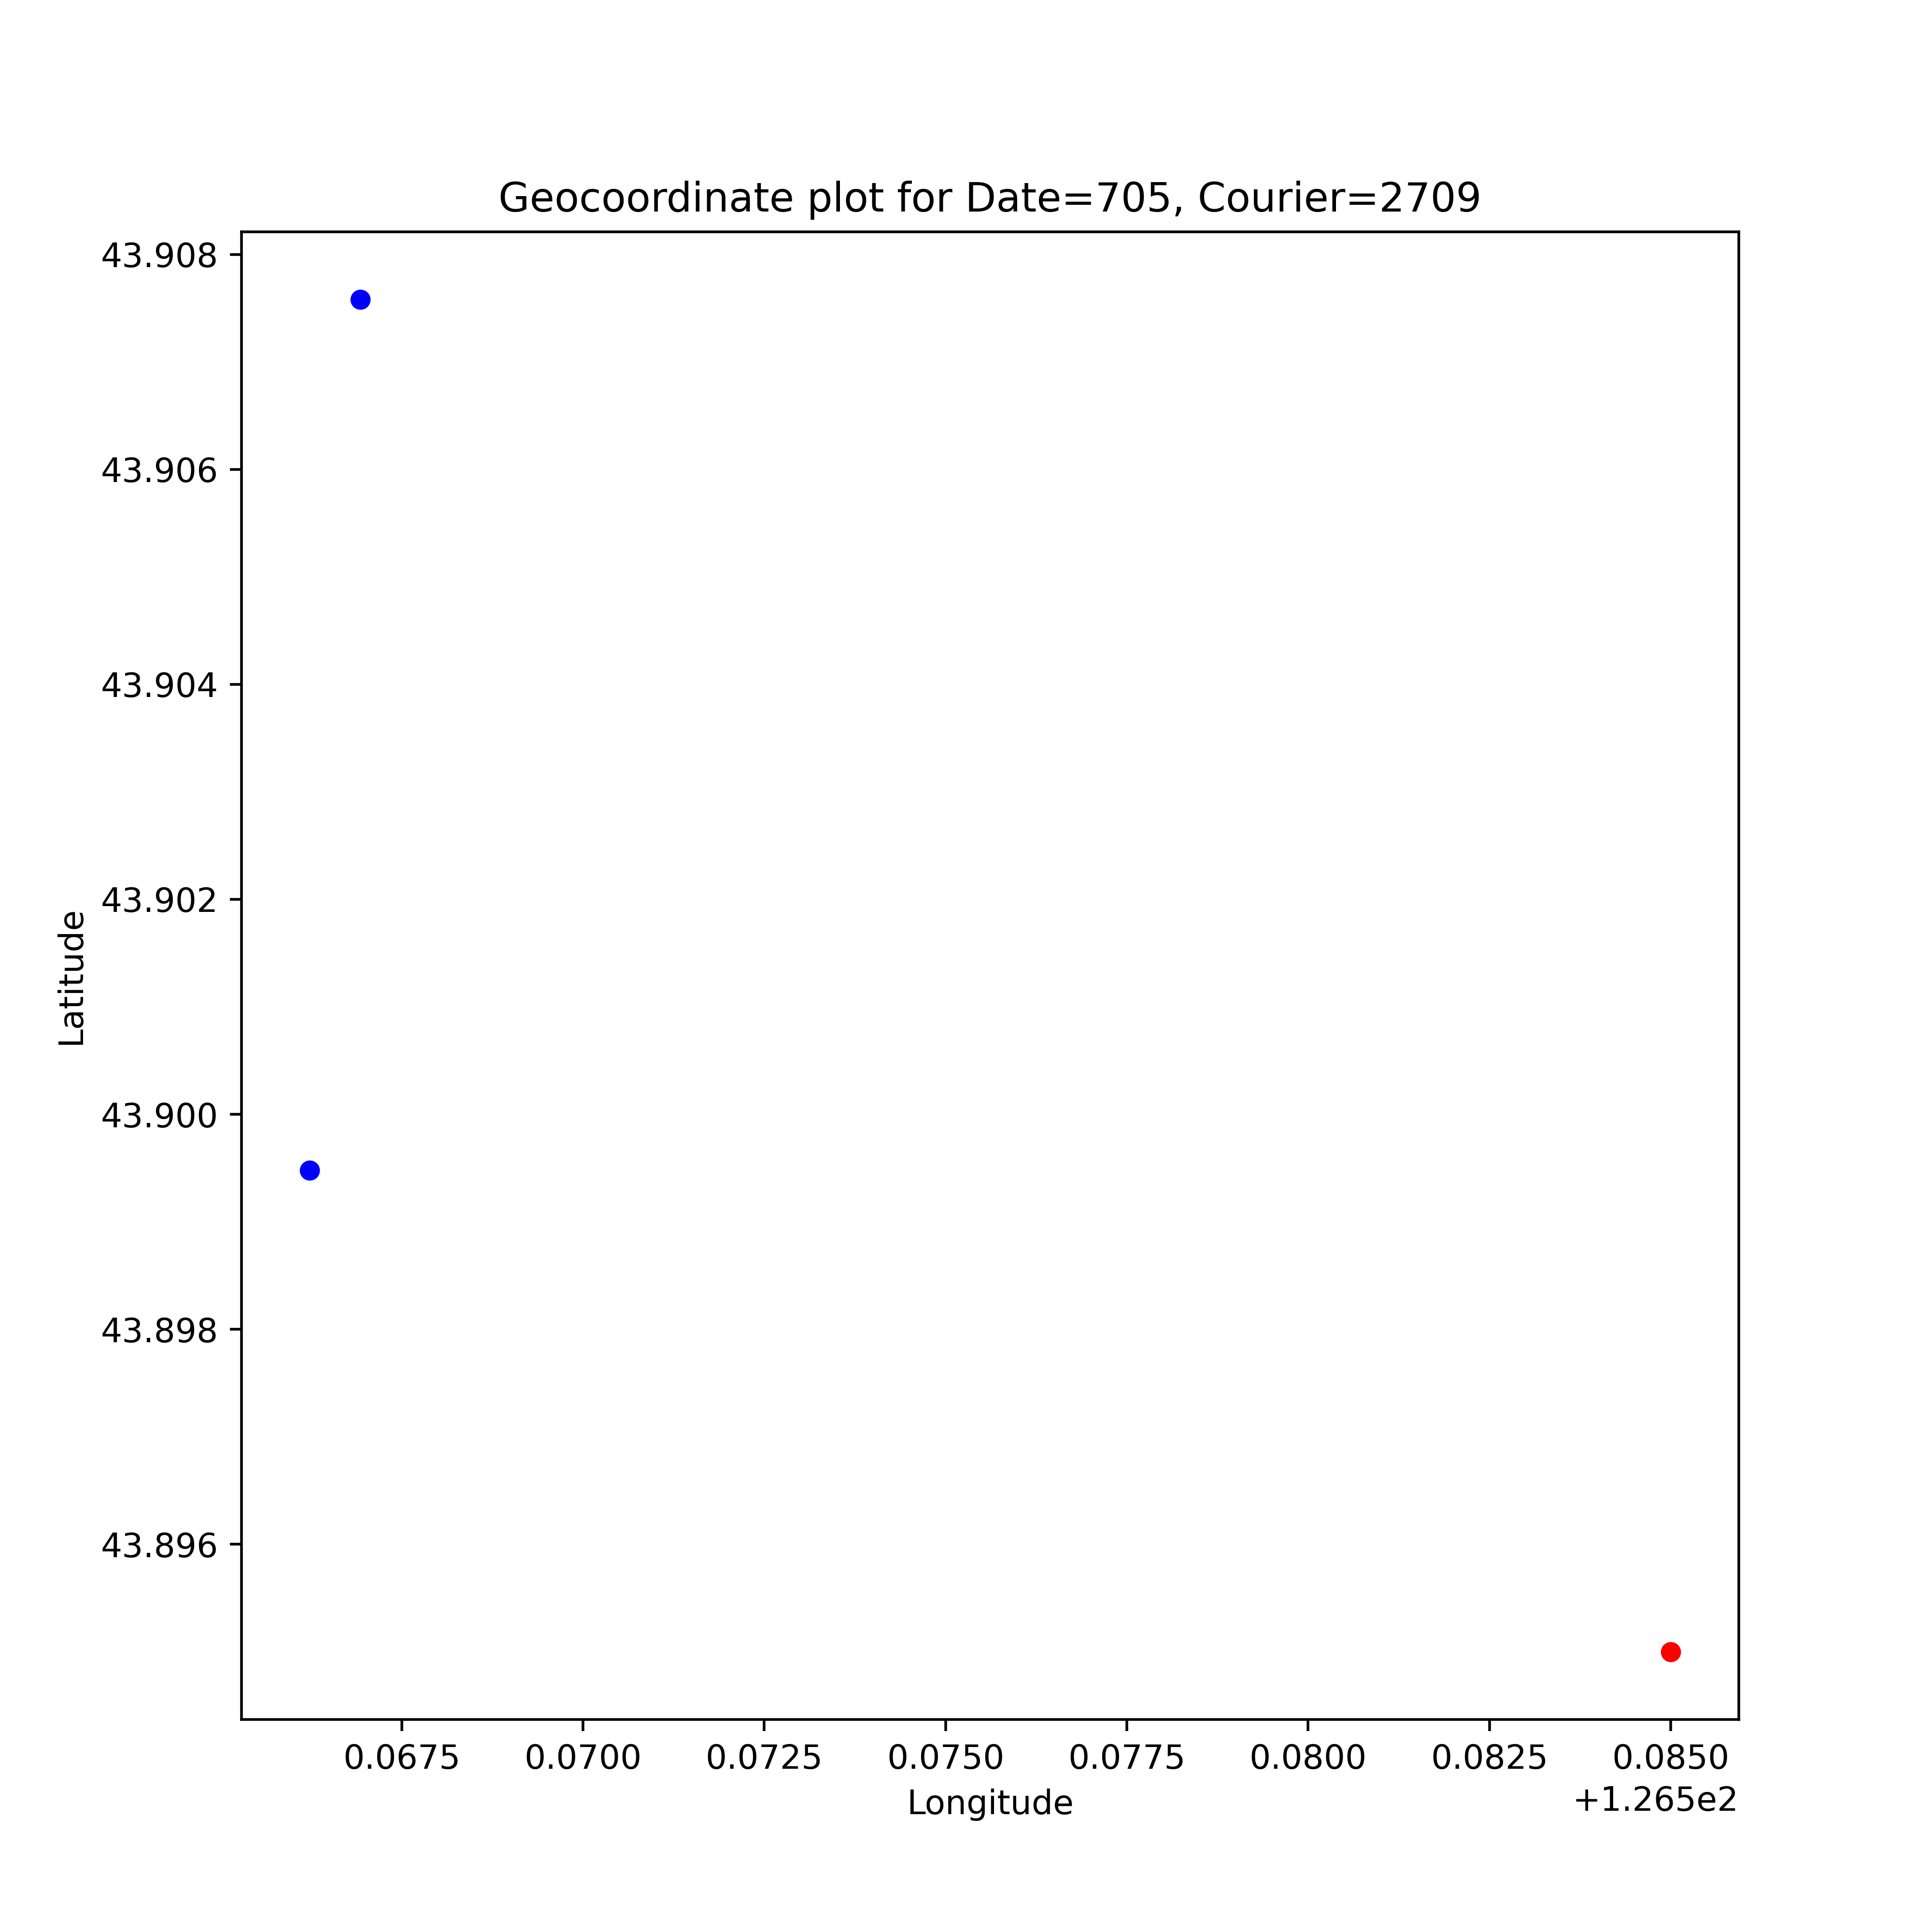 Geocoordinate plot for Date=705, Courier=2709
43.908
43.906
43.904
43.902
43.900
43.898
43.896
Latitude
0.0675 0.0700 0.0725 0.0750 0.0775 0.0800 0.0825 0.0850
+1.265e2
Longitude